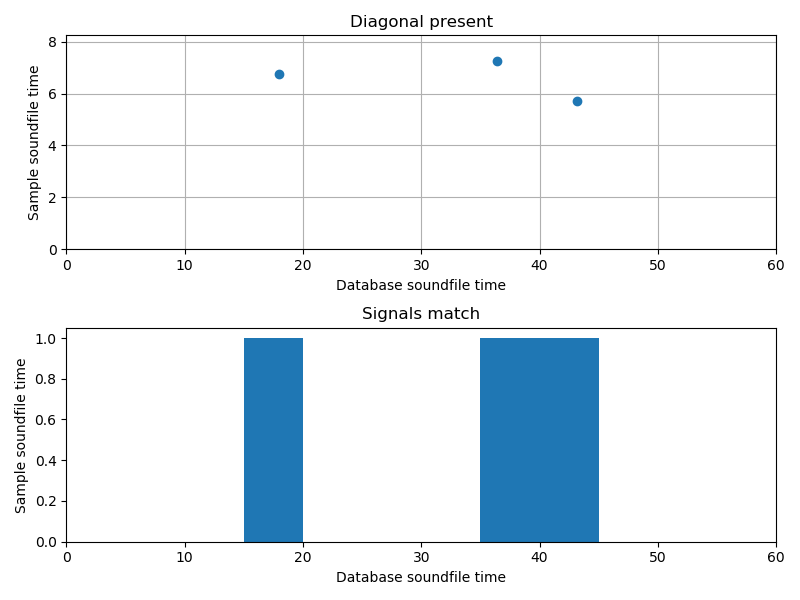 Diagonal present
Sample soundfile time
8
6
4
2
0
0 10 20 30 40 50 60
Database soundfile time
Signals match
Sample soundfile time
1.0
0.8
0.6
0.4
0.2
0.0
0 10 20 30 40 50 60
Database soundfile time